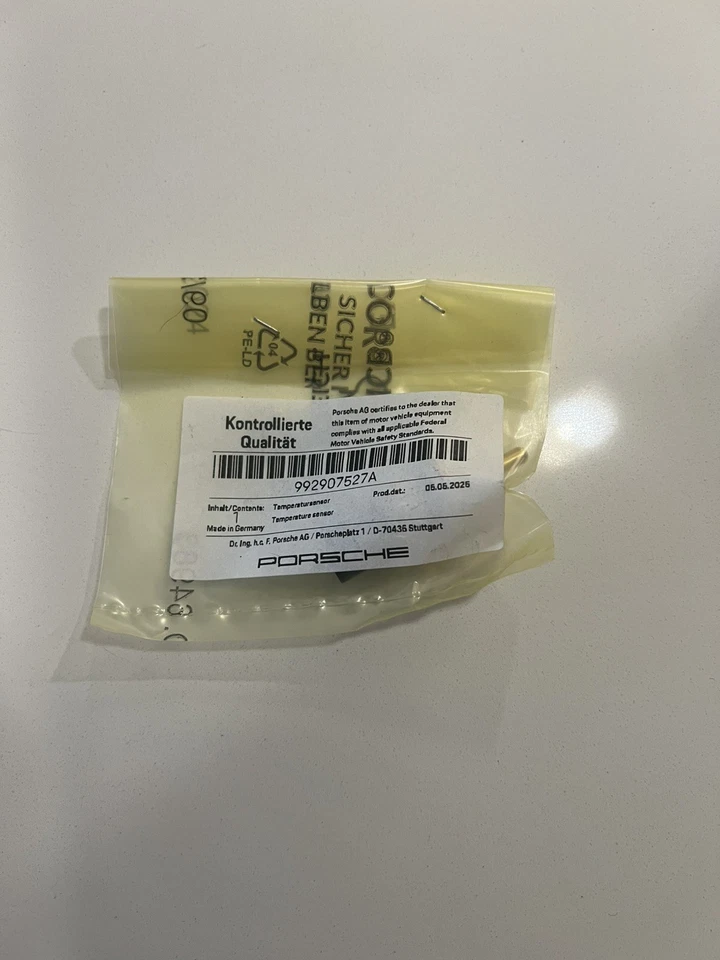 04
PE-LD
SICHER
LBEN
Kontrollierte
Qualität
Porsche AG certifies to the dealer that
this item of motor vehicle equipment
complies with all applicable Federal
Motor Vehicle Safety Standards.
992907527A
Inhalt/Contents: Temperatursensor
1 Temperature sensor
Prod.dat.: 05.05.2025
Made in Germany
Dr. Ing. h.c. F. Porsche AG / Porscheplatz 1 / D-70435 Stuttgart
PORSCHE